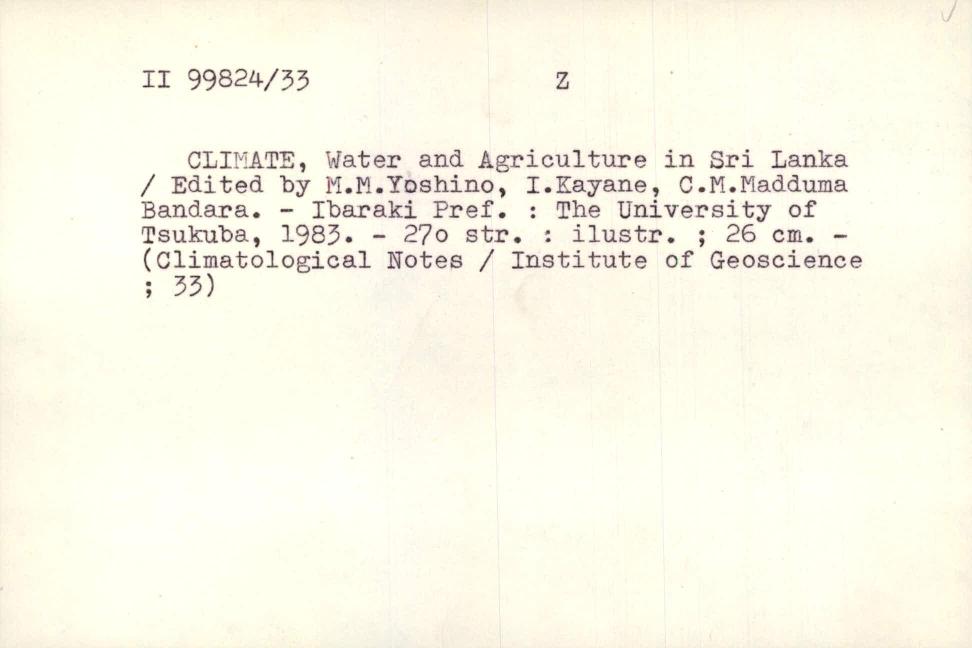 II 99824/33 Z
CLIMATE, Water and Agriculture in Sri Lanka
/ Edited by M.M.Yoshino, I.Kayane, C.M.Madduma
Bandara. - Ibaraki Pref. : The University of
Tsukuba, 1983. - 27o str. : ilustr. ; 26 cm. -
(Climatological Notes / Institute of Geoscience
; 33)